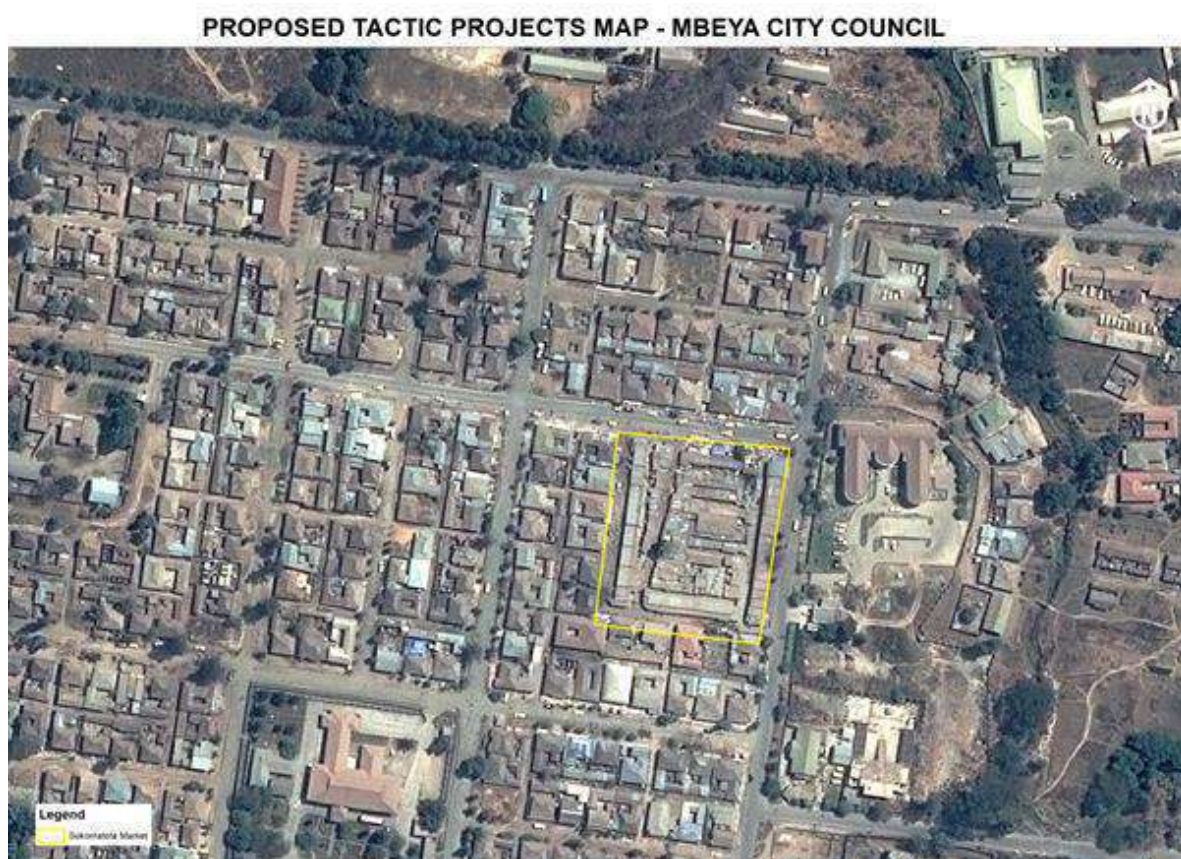 PROPOSED TACTIC PROJECTS MAP - MBEYA CITY COUNCIL
N
Legend
Sokomatola Market